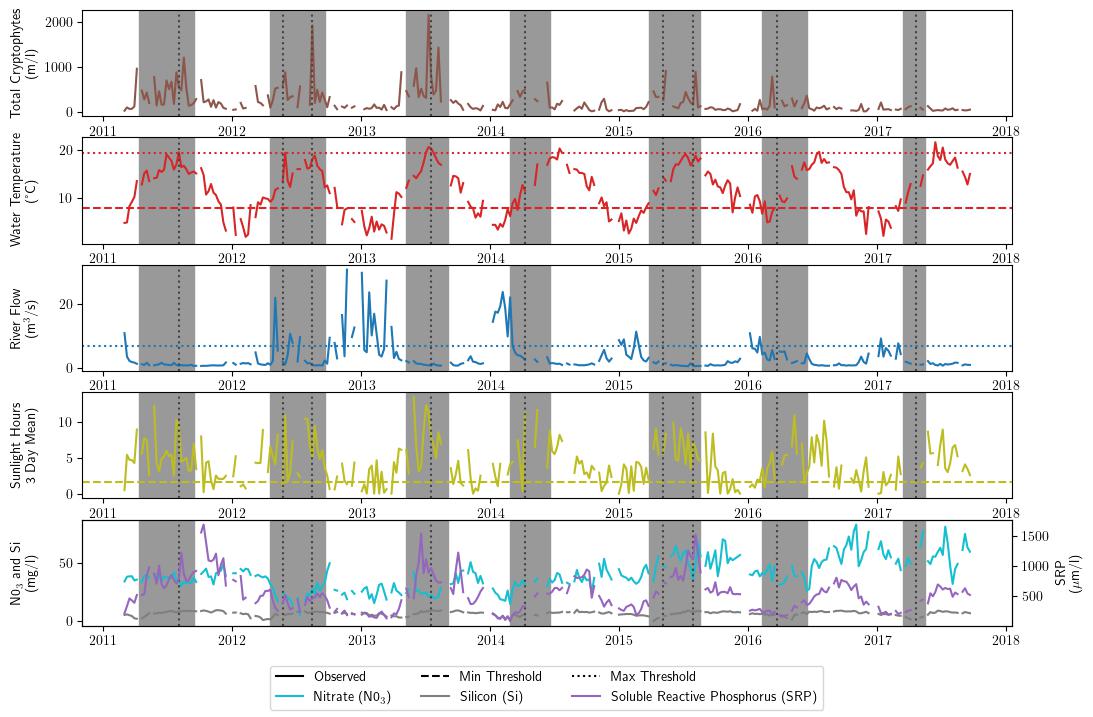 Total Cryptophytes
(m/l)
2000
1000
0
2011 2012 2013 2014 2015 2016 2017 2018
Water Temperature
(°C)
20
10
2011 2012 2013 2014 2015 2016 2017 2018
River Flow
(m³/s)
20
0
2011 2012 2013 2014 2015 2016 2017 2018
Sunlight Hours
3 Day Mean)
10
5
0
2011 2012 2013 2014 2015 2016 2017 2018
N0₃ and Si
(mg/l)
50
0
1500
1000
500
SRP
(μm/l)
2011 2012 2013 2014 2015 2016 2017 2018
Observed Min Threshold Max Threshold
Nitrate (N0₃) Silicon (Si) Soluble Reactive Phosphorus (SRP)